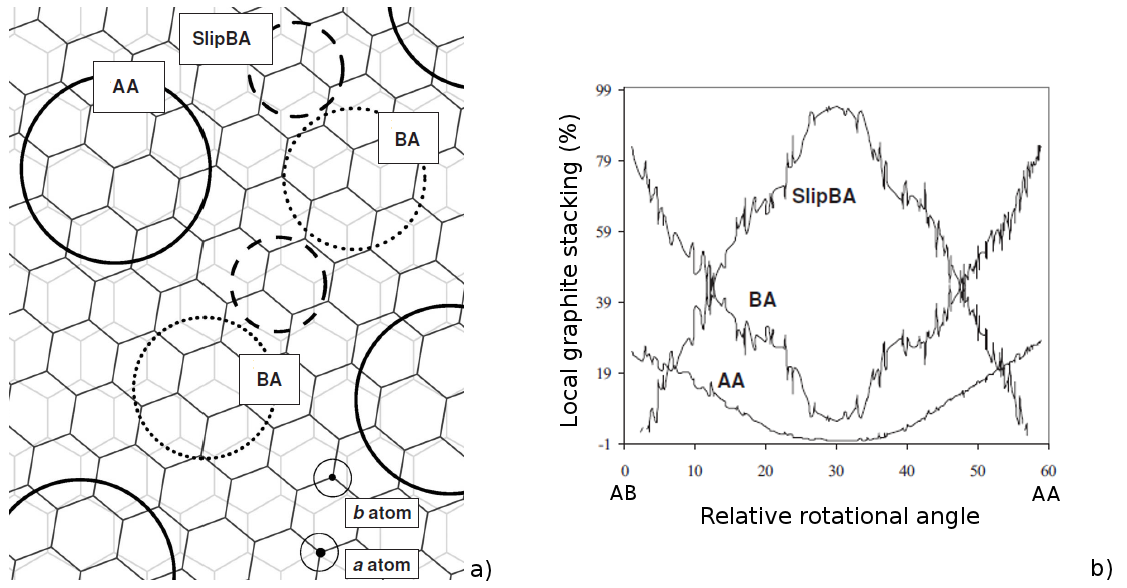 SlipBA
AA
BA
BA
b atom
a atom
a)
Local graphite stacking (%)
99
79
59
39
19
-1
SlipBA
BA
AA
0 10 20 30 40 50 60
AB AA
Relative rotational angle
b)